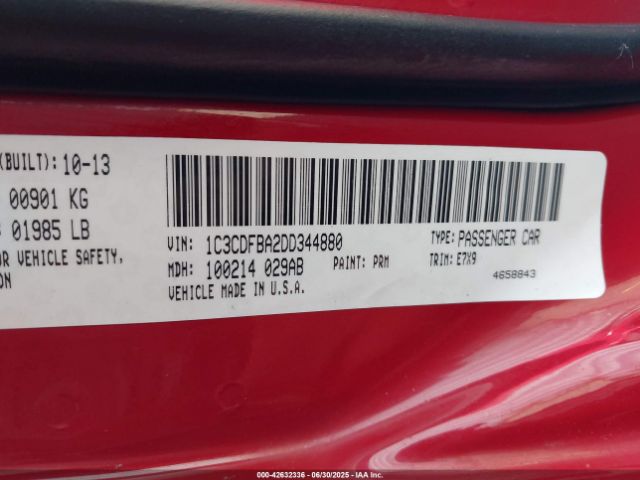 (BUILT): 10-13
00901 KG
01985 LB
OR VEHICLE SAFETY,
ON
VIN: 1C3CDFBA2DD344880
TYPE: PASSENGER CAR
MDH: 100214 029AB
PAINT: PRM
TRIM: E7X9
VEHICLE MADE IN U.S.A.
4658843
000-42632336 - 06/30/2025 - IAA Inc.